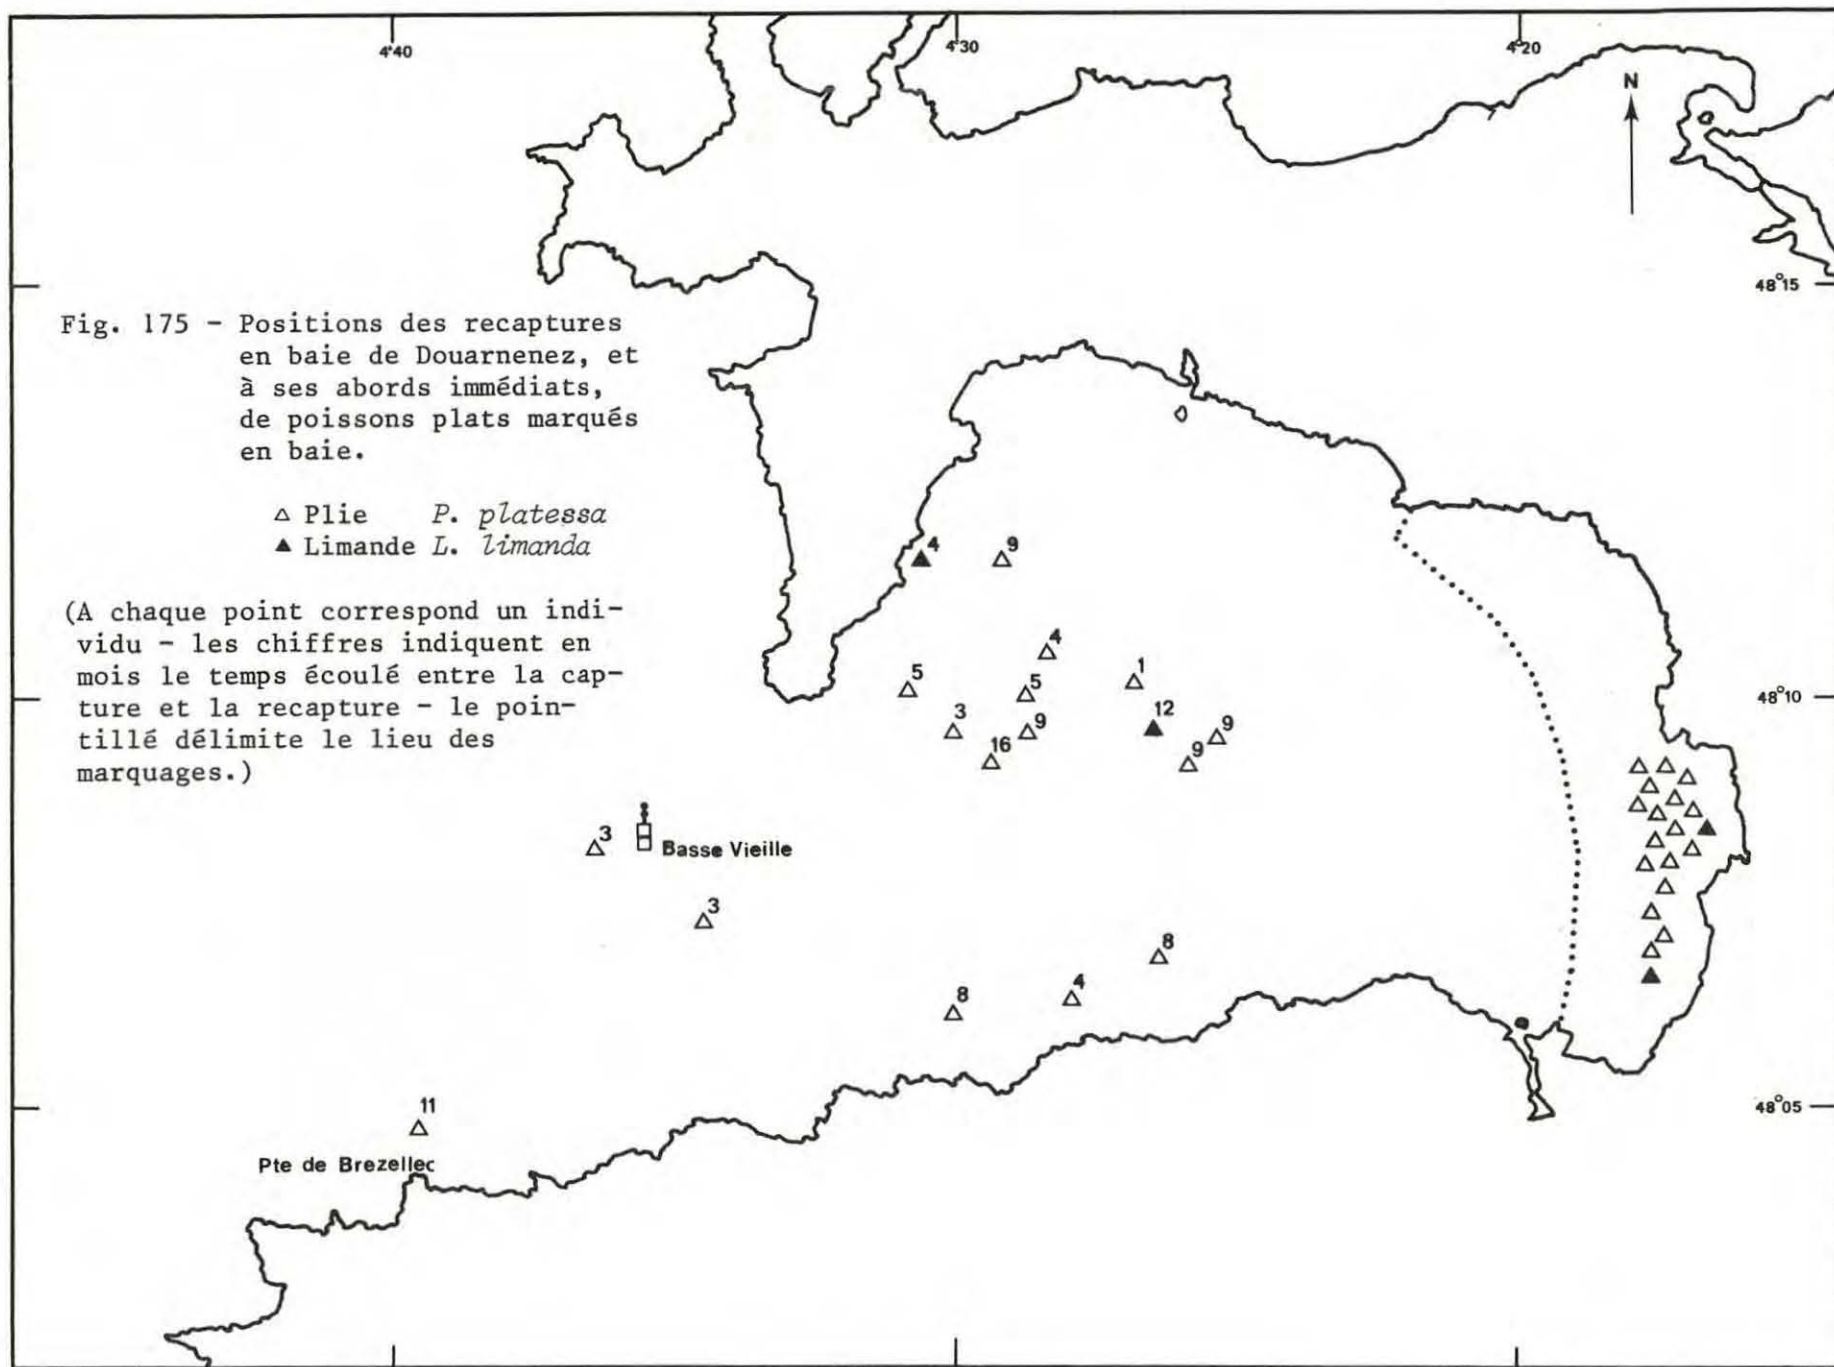 4°40
4°30
4°20
N
48°15
Fig. 175 - Positions des recaptures
en baie de Douarnenez, et
à ses abords immédiats,
de poissons plats marqués
en baie.
△ Plie P. platessa
▲ Limande L. limanda
(A chaque point correspond un indi-
vidu - les chiffres indiquent en
mois le temps écoulé entre la cap-
ture et la recapture - le poin-
tillé délimite le lieu des
marquages.)
4
9
4
5
5
1
48°10
3
9
12
9
16
9
3
Basse Vieille
3
8
8
4
11
48°05
Pte de Brezellec